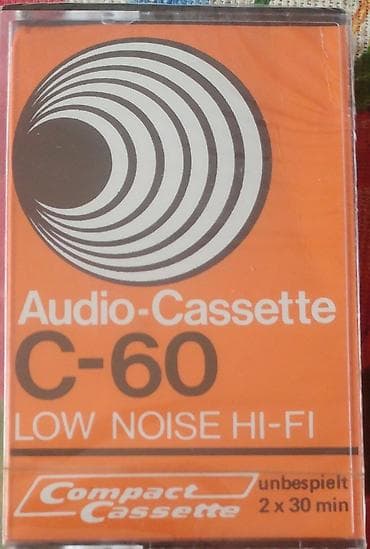 Audio-Cassette
C-60
LOW NOISE HI-FI
Compact
Cassette
unbespielt
2 x 30 min